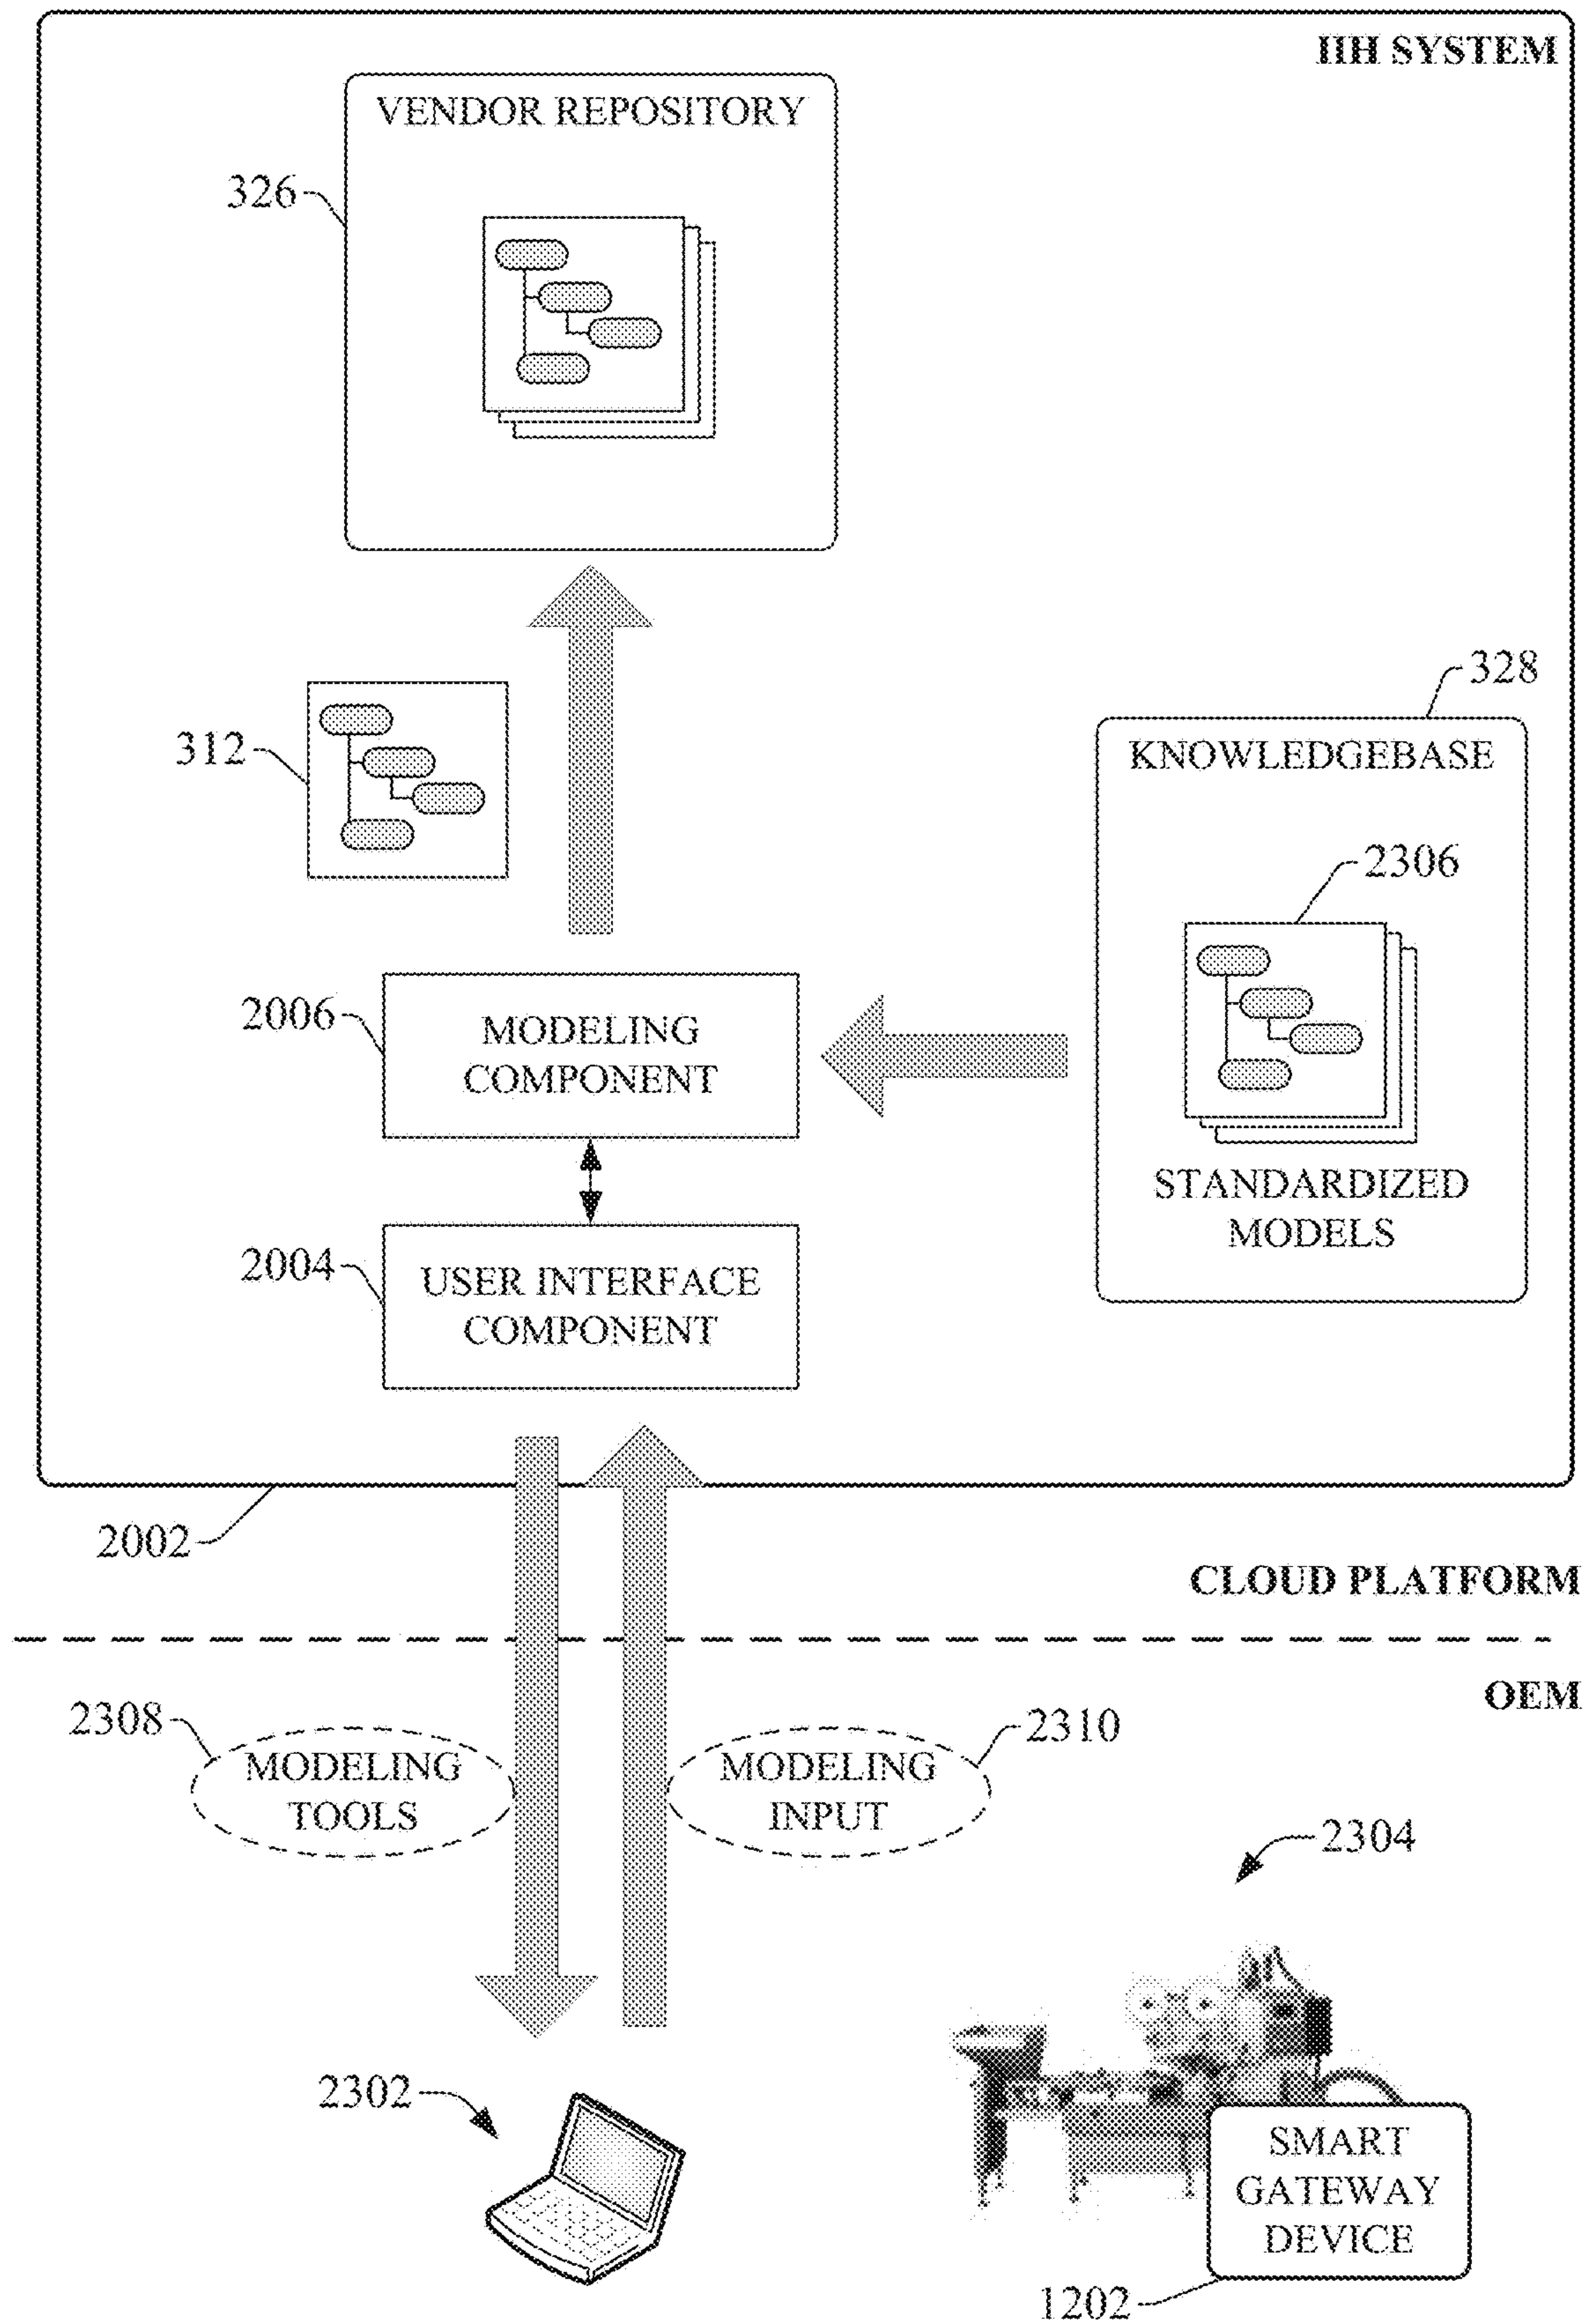 IIH SYSTEM
VENDOR REPOSITORY
326
328
312
KNOWLEDGEBASE
2306
2006
MODELING
COMPONENT
STANDARDIZED
MODELS
2004
USER INTERFACE
COMPONENT
2002
CLOUD PLATFORM
OEM
2308
MODELING
TOOLS
2310
MODELING
INPUT
2304
2302
SMART
GATEWAY
DEVICE
1202